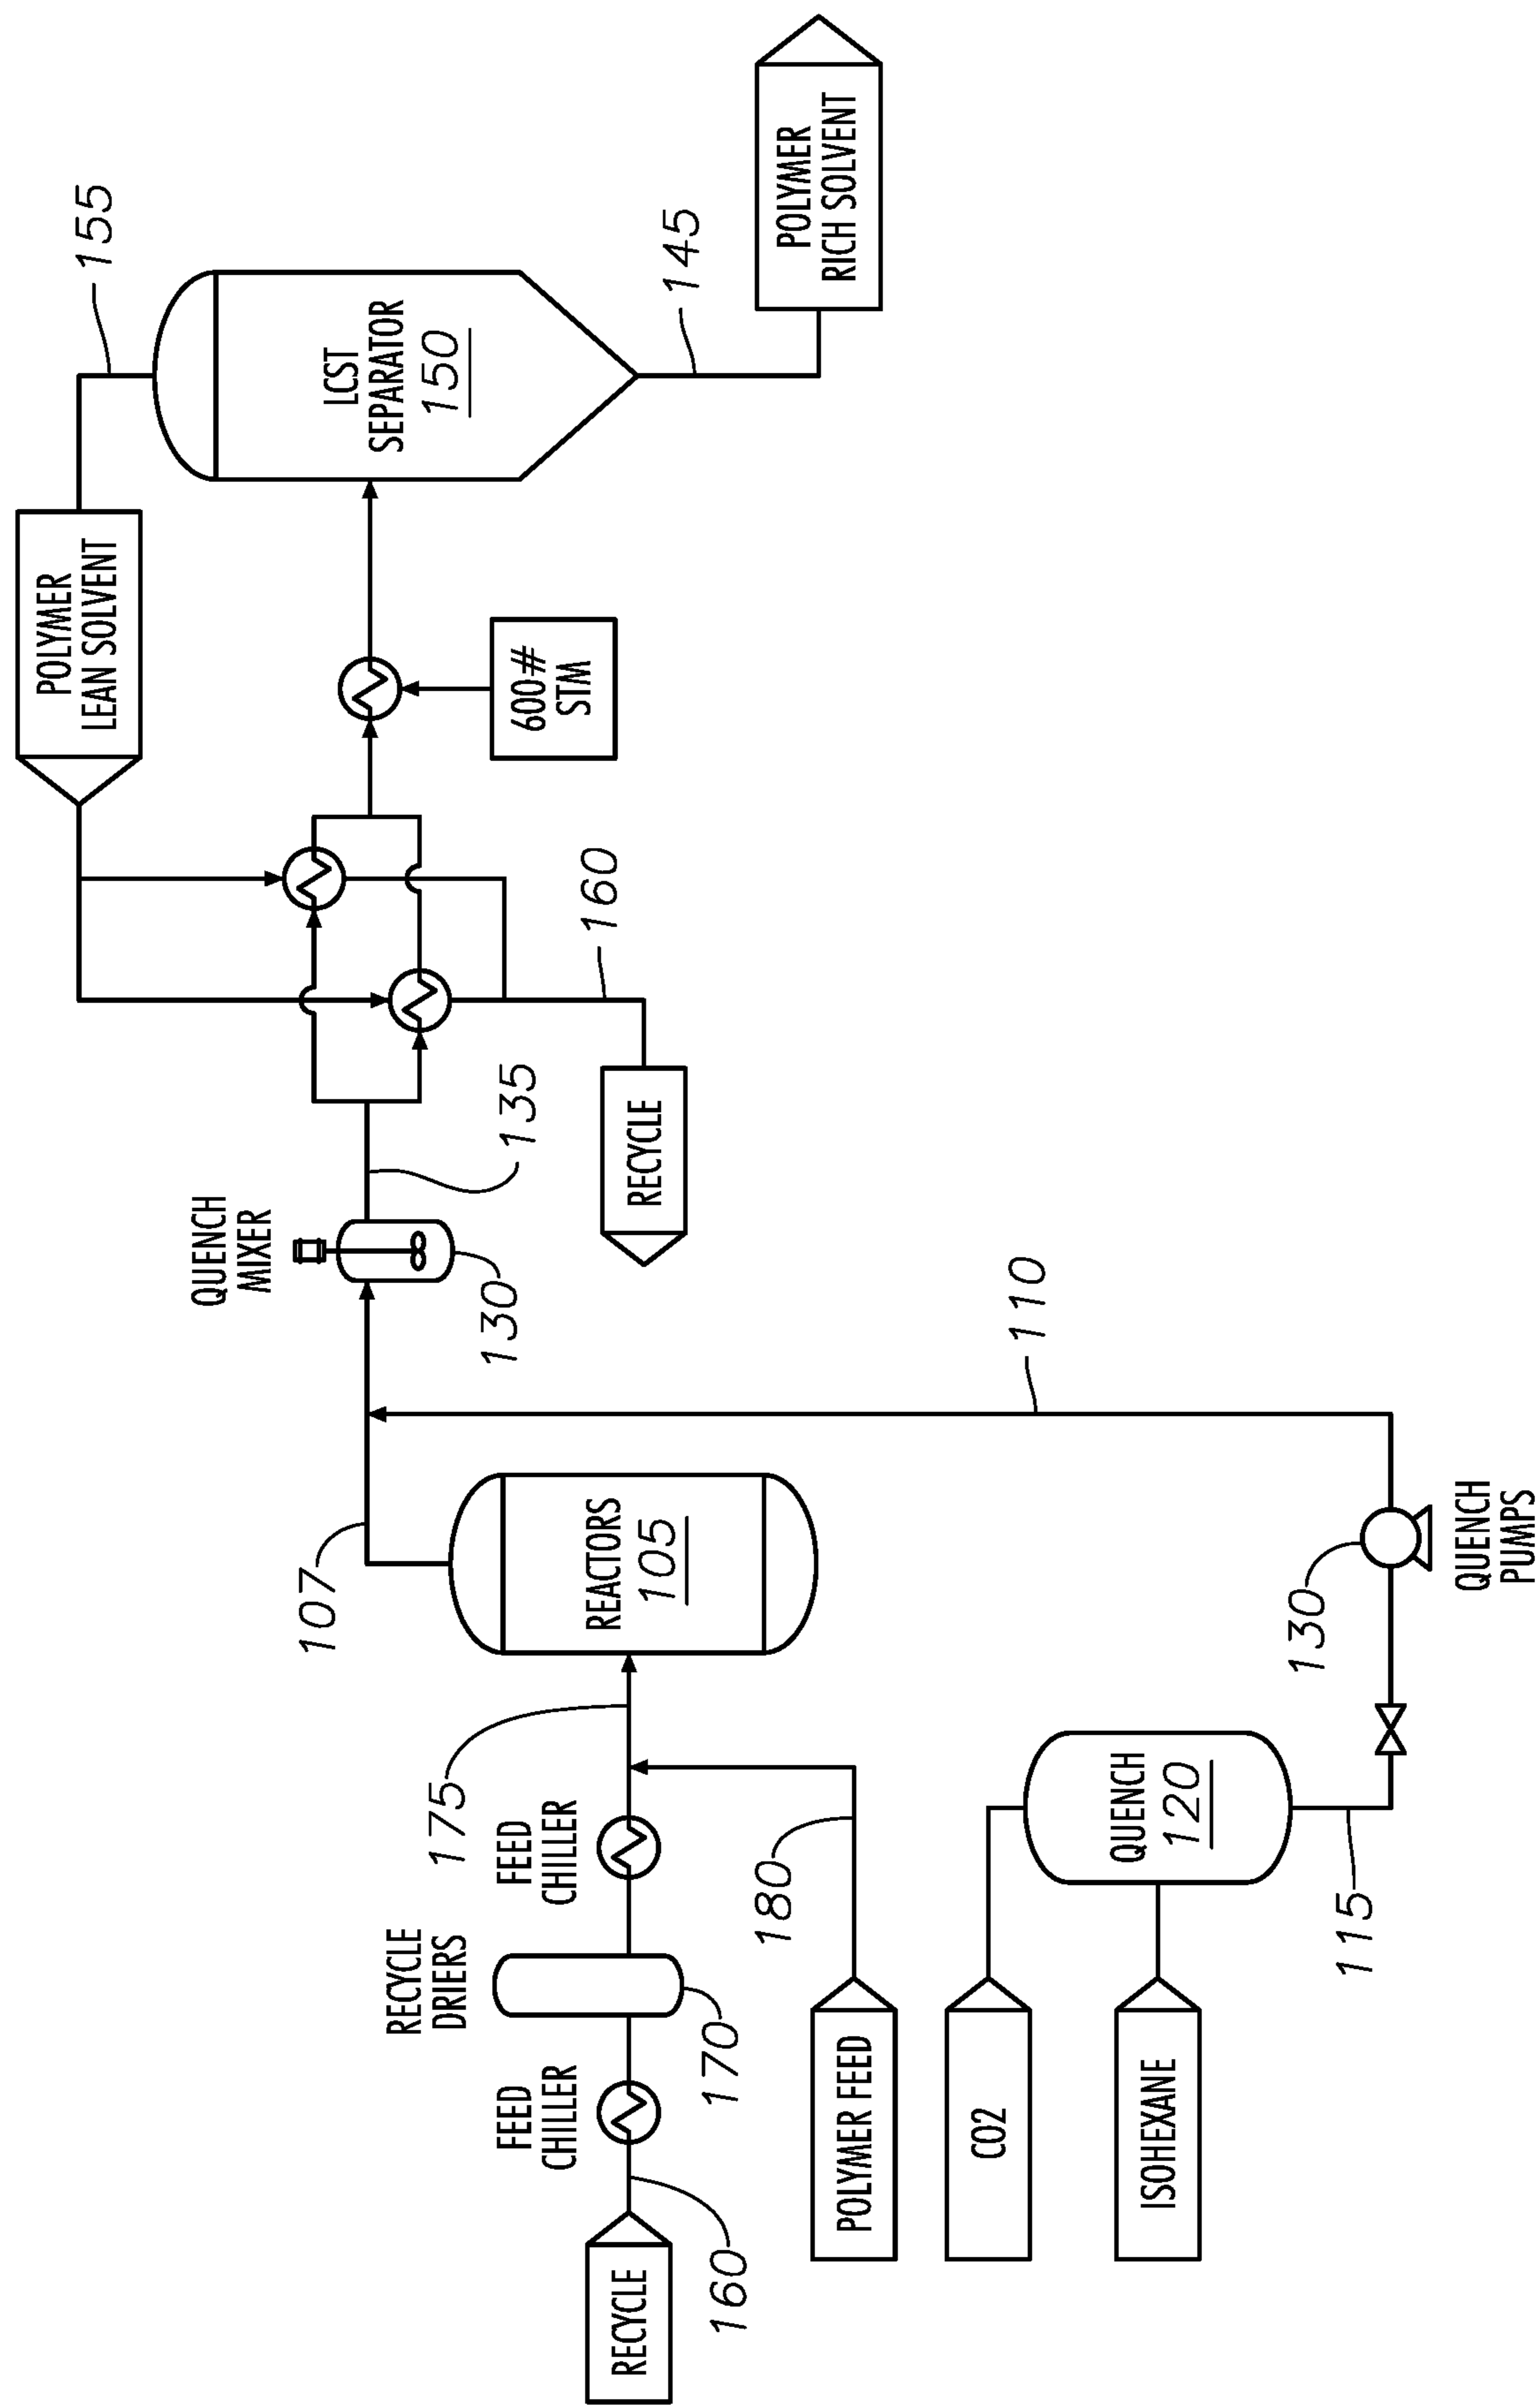 155
POLYMER
LEAN SOLVENT
LCST
SEPARATOR
150
145
POLYMER
RICH SOLVENT
600#
STM
160
RECYCLE
135
QUENCH
MIXER
130
107
REACTORS
105
110
175
FEED
CHILLER
RECYCLE
DRIERS
170
FEED
CHILLER
160
RECYCLE
180
POLYMER FEED
CO2
ISOHEXANE
QUENCH
120
115
130
QUENCH
PUMPS